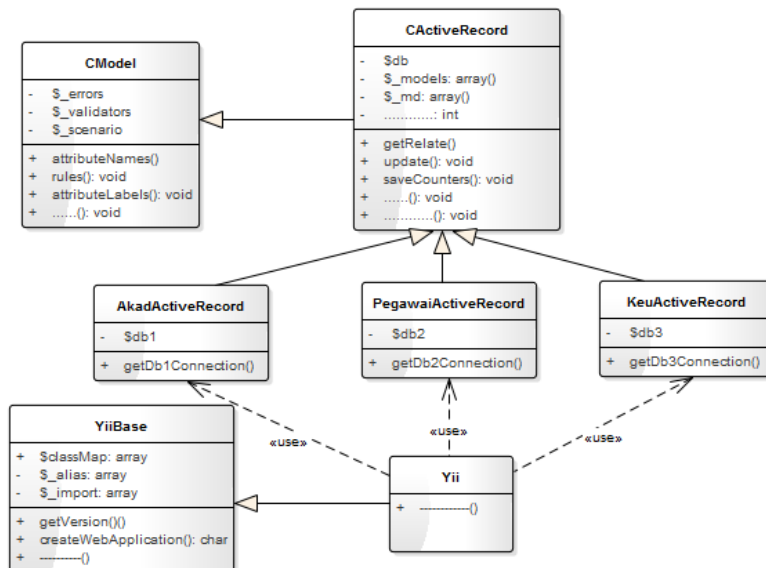 CModel
- $_errors
- $_validators
- $_scenario
+ attributeNames()
+ rules(): void
+ attributeLabels(): void
+ ......(): void
CActiveRecord
- $db
- $_models: array()
- $_md: array()
- ............: int
+ getRelate()
+ update(): void
+ saveCounters(): void
+ ......(): void
+ ............(): void
AkadActiveRecord
- $db1
+ getDb1Connection()
PegawaiActiveRecord
- $db2
+ getDb2Connection()
KeuActiveRecord
- $db3
+ getDb3Connection()
«use»
«use»
«use»
YiiBase
+ $classMap: array
- $_alias: array
- $_import: array
+ getVersion()()
+ createWebApplication(): char
+ ----------()
Yii
+ ------------()